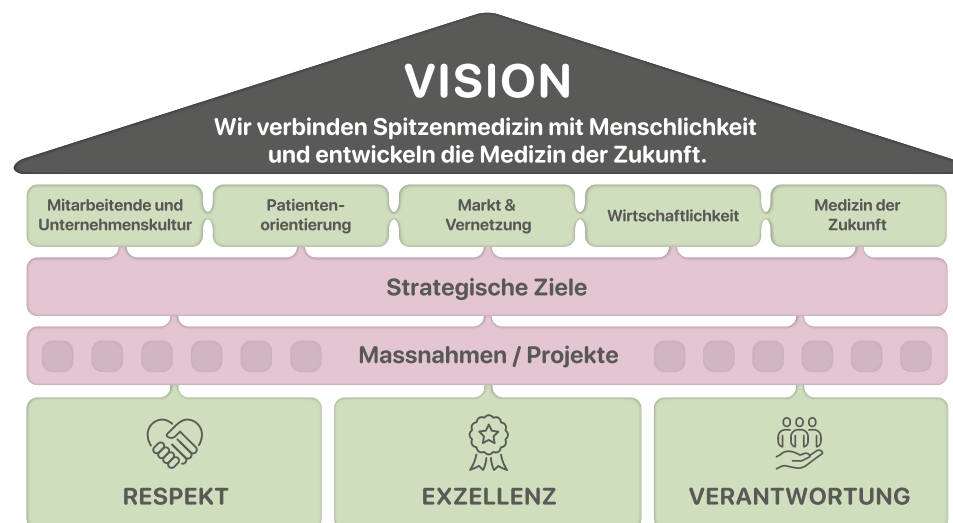 VISION
Wir verbinden Spitzenmedizin mit Menschlichkeit
und entwickeln die Medizin der Zukunft.
Mitarbeitende und
Unternehmenskultur
Patienten-
orientierung
Markt &
Vernetzung
Wirtschaftlichkeit
Medizin der
Zukunft
Strategische Ziele
Massnahmen / Projekte
RESPEKT
EXZELLENZ
VERANTWORTUNG